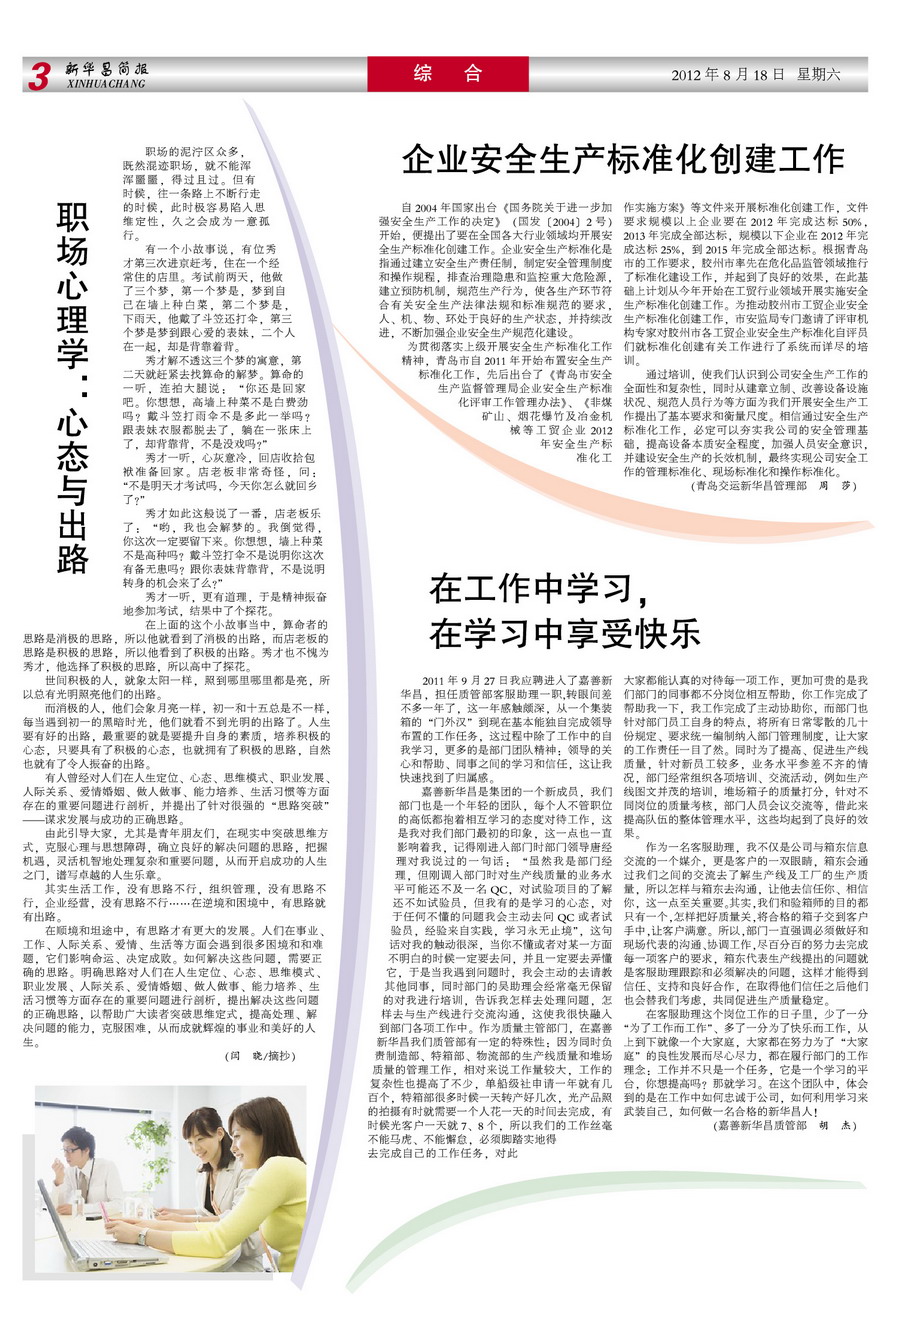 3
新华昌简报
XINHUACHANG
综 合
2012 年 8 月 18 日 星期六
职场心理学：心态与出路
职场的泥泞区众多，
既然混迹职场，就不能浑
浑噩噩，得过且过。但有
时候，往一条路上不断行走
的时候，此时极容易陷入思
维定性，久之会成为一意孤
行。
有一个小故事说，有位秀
才第三次进京赶考，住在一个经
常住的店里。考试前两天，他做
了三个梦，第一个梦是，梦到自
己在墙上种白菜，第二个梦是，
下雨天，他戴了斗笠还打伞，第三
个梦是梦到跟心爱的表妹，二个人
在一起，却是背靠着背。
秀才解不透这三个梦的寓意，第
二天就赶紧去找算命的解梦。算命的
一听，连拍大腿说：“你还是回家
吧。你想想，高墙上种菜不是白费劲
吗？戴斗笠打雨伞不是多此一举吗？
跟表妹衣服都脱去了，躺在一张床上
了，却背靠背，不是没戏吗？”
秀才一听，心灰意冷，回店收拾包
袱准备回家。店老板非常奇怪，问：
“不是明天才考试吗，今天你怎么就回乡
了？”
秀才如此这般说了一番，店老板乐
了：“哟，我也会解梦的。我倒觉得，
你这次一定要留下来。你想想，墙上种菜
不是高种吗？戴斗笠打伞不是说明你这次
有备无患吗？跟你表妹背靠背，不是说明
转身的机会来了么？”
秀才一听，更有道理，于是精神振奋
地参加考试，结果中了个探花。
在上面的这个小故事当中，算命者的
思路是消极的思路，所以他就看到了消极的出路，而店老板的
思路是积极的思路，所以他看到了积极的出路。秀才也不愧为
秀才，他选择了积极的思路，所以高中了探花。
世间积极的人，就象太阳一样，照到哪里哪里都是亮，所
以总有光明照亮他们的出路。
而消极的人，他们会象月亮一样，初一和十五总是不一样，
每当遇到初一的黑暗时光，他们就看不到光明的出路了。人生
要有好的出路，最重要的就是要提升自身的素质，培养积极的
心态，只要具有了积极的心态，也就拥有了积极的思路，自然
也就有了令人振奋的出路。
有人曾经对人们在人生定位、心态、思维模式、职业发展、
人际关系、爱情婚姻、做人做事、能力培养、生活习惯等方面
存在的重要问题进行剖析，并提出了针对很强的“思路突破”
——谋求发展与成功的正确思路。
由此引导大家，尤其是青年朋友们，在现实中突破思维方
式，克服心理与思想障碍，确立良好的解决问题的思路，把握
机遇，灵活机智地处理复杂和重要问题，从而开启成功的人生
之门，谱写卓越的人生乐章。
其实生活工作，没有思路不行，组织管理，没有思路不
行，企业经营，没有思路不行……在逆境和困境中，有思路就
有出路。
在顺境和坦途中，有思路才有更大的发展。人们在事业、
工作、人际关系、爱情、生活等方面会遇到很多困境和和难
题，它们影响命运、决定成败。如何解决这些问题，需要正
确的思路。明确思路对人们在人生定位、心态、思维模式、
职业发展、人际关系、爱情婚姻、做人做事、能力培养、生
活习惯等方面存在的重要问题进行剖析，提出解决这些问题
的正确思路，以帮助广大读者突破思维定式，提高处理、解
决问题的能力，克服困难，从而成就辉煌的事业和美好的人
生。
（闫 晓/摘抄）
企业安全生产标准化创建工作
自 2004 年国家出台《国务院关于进一步加
强安全生产工作的决定》（国发〔2004〕2 号）
开始，便提出了要在全国各大行业领域均开展安
全生产标准化创建工作。企业安全生产标准化是
指通过建立安全生产责任制，制定安全管理制度
和操作规程，排查治理隐患和监控重大危险源，
建立预防机制，规范生产行为，使各生产环节符
合有关安全生产法律法规和标准规范的要求，
人、机、物、环处于良好的生产状态，并持续改
进，不断加强企业安全生产规范化建设。
为贯彻落实上级开展安全生产标准化工作
精神，青岛市自 2011 年开始布置安全生产
标准化工作，先后出台了《青岛市安全
生产监督管理局企业安全生产标准
化评审工作管理办法》、《非煤
矿山、烟花爆竹及冶金机
械等工贸企业 2012
年安全生产标
准化工
作实施方案》等文件来开展标准化创建工作，文件
要求规模以上企业要在 2012 年完成达标 50%，
2013 年完成全部达标，规模以下企业在 2012 年完
成达标 25%，到 2015 年完成全部达标。根据青岛
市的工作要求，胶州市率先在危化品监管领域推行
了标准化建设工作，并起到了良好的效果，在此基
础上计划从今年开始在工贸行业领域开展实施安全
生产标准化创建工作。为推动胶州市工贸企业安全
生产标准化创建工作，市安监局专门邀请了评审机
构专家对胶州市各工贸企业安全生产标准化自评员
们就标准化创建有关工作进行了系统而详尽的培
训。
通过培训，使我们认识到公司安全生产工作的
全面性和复杂性，同时从建章立制、改善设备设施
状况、规范人员行为等方面为我们开展安全生产工
作提出了基本要求和衡量尺度。相信通过安全生产
标准化工作，必定可以夯实我公司的安全管理基
础，提高设备本质安全程度，加强人员安全意识，
并建设安全生产的长效机制，最终实现公司安全工
作的管理标准化、现场标准化和操作标准化。
（青岛交运新华昌管理部 周 莎）
在工作中学习，
在学习中享受快乐
2011 年 9 月 27 日我应聘进入了嘉善新
华昌，担任质管部客服助理一职,转眼间差
不多一年了，这一年感触颇深，从一个集装
箱的“门外汉”到现在基本能独自完成领导
布置的工作任务，这过程中除了工作中的自
我学习，更多的是部门团队精神；领导的关
心和帮助、同事之间的学习和信任，这让我
快速找到了归属感。
嘉善新华昌是集团的一个新成员，我们
部门也是一个年轻的团队，每个人不管职位
的高低都抱着相互学习的态度对待工作，这
是我对我们部门最初的印象，这一点也一直
影响着我，记得刚进入部门时部门领导唐经
理对我说过的一句话；“虽然我是部门经
理，但刚调入部门时对生产线质量的业务水
平可能还不及一名 QC，对试验项目的了解
还不如试验员，但我有的是学习的心态，对
于任何不懂的问题我会主动去问 QC 或者试
验员，经验来自实践，学习永无止境”，这句
话对我的触动很深，当你不懂或者对某一方面
不明白的时候一定要去问，并且一定要去弄懂
它，于是当我遇到问题时，我会主动的去请教
其他同事，同时部门的吴助理会经常毫无保留
的对我进行培训，告诉我怎样去处理问题，怎
样去与生产线进行交流沟通，这使我很快融入
到部门各项工作中。作为质量主管部门，在嘉善
新华昌我们质管部有一定的特殊性；因为同时负
责制造部、特箱部、物流部的生产线质量和堆场
质量的管理工作，相对来说工作量较大，工作的
复杂性也提高了不少，单船级社申请一年就有几
百个，特箱部很多时候一天转产好几次，光产品照
的拍摄有时就需要一个人花一天的时间去完成，有
时候光客户一天就 7、8 个，所以我们的工作丝毫
不能马虎、不能懈怠，必须脚踏实地得
去完成自己的工作任务，对此
大家都能认真的对待每一项工作，更加可贵的是我
们部门的同事都不分岗位相互帮助，你工作完成了
帮助我一下，我工作完成了主动协助你，而部门也
针对部门员工自身的特点，将所有日常零散的几十
份规定、要求统一编制纳入部门管理制度，让大家
的工作责任一目了然。同时为了提高、促进生产线
质量，针对新员工较多，业务水平参差不齐的情
况，部门经常组织各项培训、交流活动，例如生产
线图文并茂的培训，堆场箱子的质量打分，针对不
同岗位的质量考核，部门人员会议交流等，借此来
提高队伍的整体管理水平，这些均起到了良好的效
果。
作为一名客服助理，我不仅是公司与箱东信息
交流的一个媒介，更是客户的一双眼睛，箱东会通
过我们之间的交流去了解生产线及工厂的生产质
量，所以怎样与箱东去沟通，让他去信任你、相信
你，这一点至关重要。其实,我们和验箱师的目的都
只有一个,怎样把好质量关,将合格的箱子交到客户
手中,让客户满意。所以,部门一直强调必须做好和
现场代表的沟通、协调工作,尽百分百的努力去完成
每一项客户的要求，箱东代表生产线提出的问题就
是客服助理跟踪和必须解决的问题，这样才能得到
信任、支持和良好合作，在取得他们信任之后他们
也会替我们考虑，共同促进生产质量稳定。
在客服助理这个岗位工作的日子里，少了一分
“为了工作而工作”、多了一分为了快乐而工作，从
上到下就像一个大家庭，大家都在努力为了“大家
庭”的良性发展而尽心尽力，都在履行部门的工作
理念；工作并不只是一个任务，它是一个学习的平
台，你想提高吗？那就学习。在这个团队中，体会
到的是在工作中如何忠诚于公司，如何利用学习来
武装自己，如何做一名合格的新华昌人！
（嘉善新华昌质管部 胡 杰）